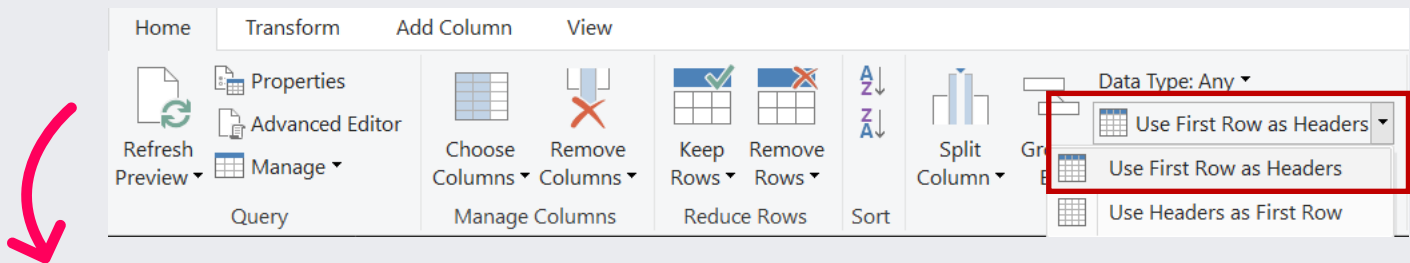 Home Transform Add Column View
Properties
Advanced Editor
Manage
Refresh
Preview
Query
Choose
Columns
Remove
Columns
Manage Columns
Keep
Rows
Remove
Rows
Reduce Rows
A
Z
Z
A
Sort
Split
Column
Data Type: Any
Use First Row as Headers
Use First Row as Headers
Use Headers as First Row